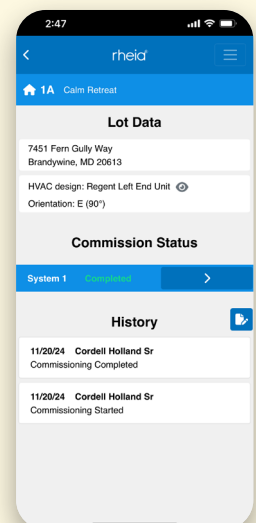 2:47
rheia
1A Calm Retreat
Lot Data
7451 Fern Gully Way
Brandywine, MD 20613
HVAC design: Regent Left End Unit
Orientation: E (90°)
Commission Status
System 1 Completed
History
11/20/24 Cordell Holland Sr
Commissioning Completed
11/20/24 Cordell Holland Sr
Commissioning Started